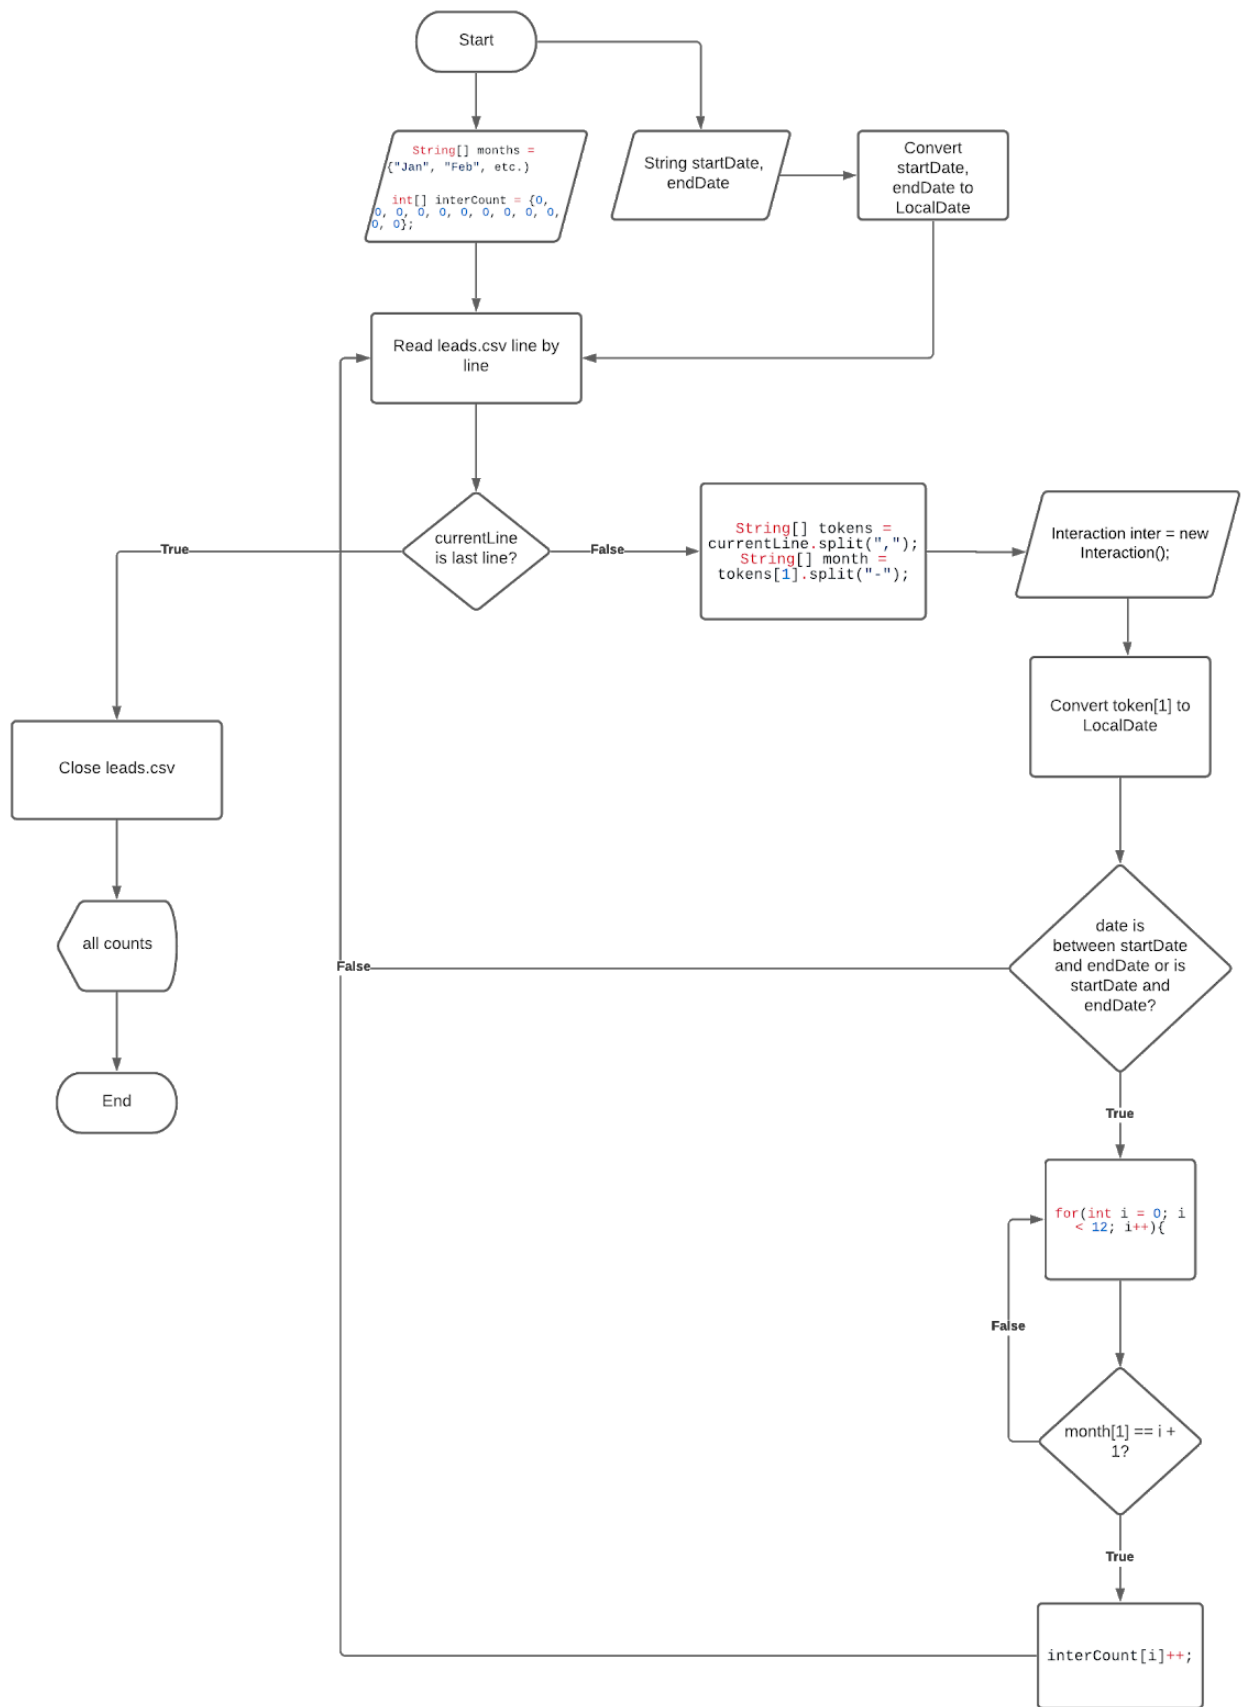 Start
String[] months =
{"Jan", "Feb", etc.)
int[] interCount = {0,
0, 0, 0, 0, 0, 0, 0, 0, 0,
0, 0};
String startDate,
endDate
Convert
startDate,
endDate to
LocalDate
Read leads.csv line by
line
currentLine
is last line?
True
False
String[] tokens =
currentLine.split(",");
String[] month =
tokens[1].split("-");
Interaction inter = new
Interaction();
Convert token[1] to
LocalDate
Close leads.csv
all counts
End
date is
between startDate
and endDate or is
startDate and
endDate?
False
True
for(int i = 0; i
< 12; i++){
False
month[1] == i +
1?
True
interCount[i]++;